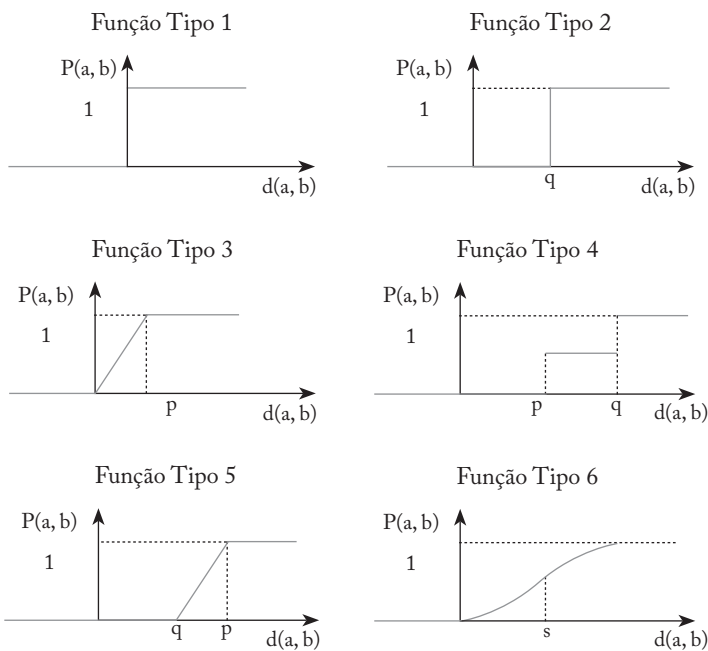 Função Tipo 1
P(a, b)
1
d(a, b)
Função Tipo 2
P(a, b)
1
q
d(a, b)
Função Tipo 3
P(a, b)
1
p
d(a, b)
Função Tipo 4
P(a, b)
1
p
q
d(a, b)
Função Tipo 5
P(a, b)
1
q
p
d(a, b)
Função Tipo 6
P(a, b)
1
s
d(a, b)